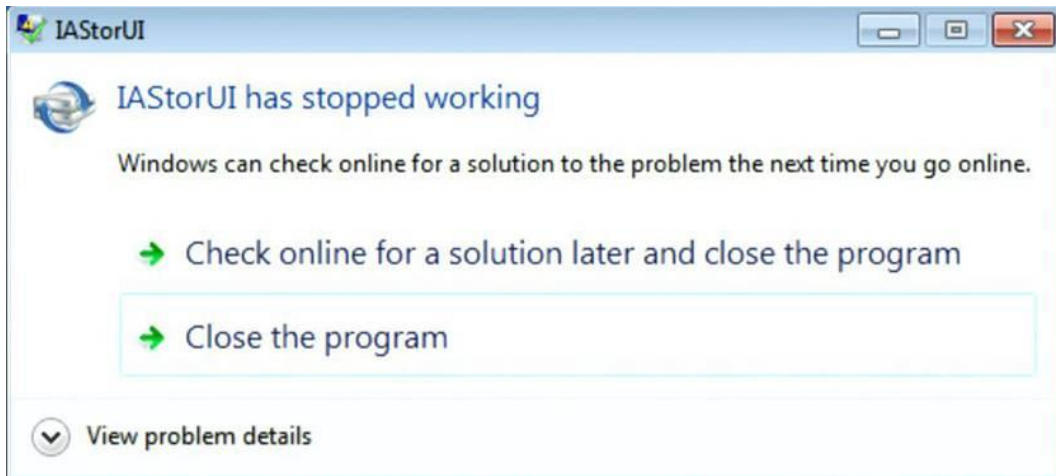 IAStorUI
IAStorUI has stopped working
Windows can check online for a solution to the problem the next time you go online.
Check online for a solution later and close the program
Close the program
View problem details